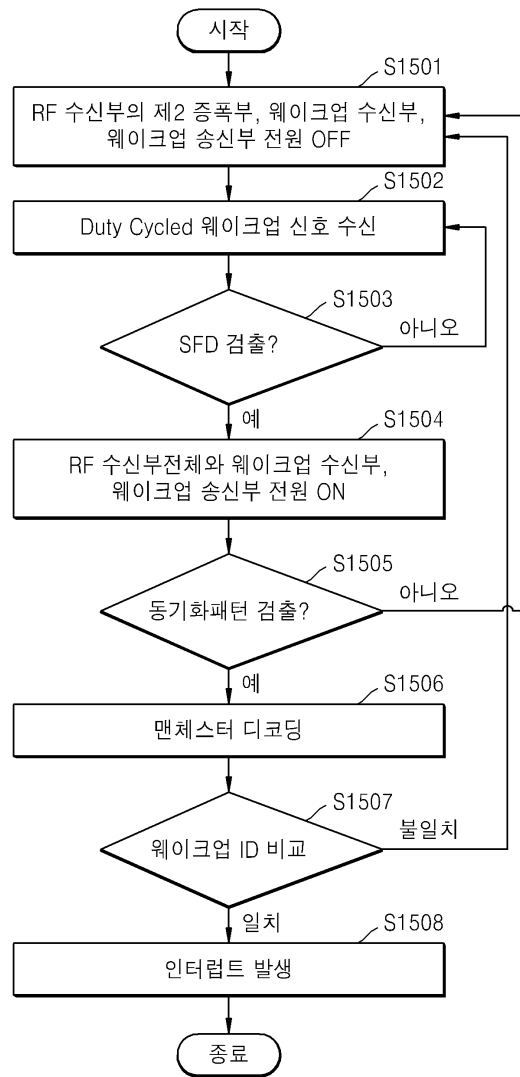 시작
S1501
RF 수신부의 제2 증폭부, 웨이크업 수신부,
웨이크업 송신부 전원 OFF
S1502
Duty Cycled 웨이크업 신호 수신
S1503
SFD 검출?
아니오
예
S1504
RF 수신부전체와 웨이크업 수신부,
웨이크업 송신부 전원 ON
S1505
동기화패턴 검출?
아니오
예
S1506
맨체스터 디코딩
S1507
웨이크업 ID 비교
불일치
일치
S1508
인터럽트 발생
종료